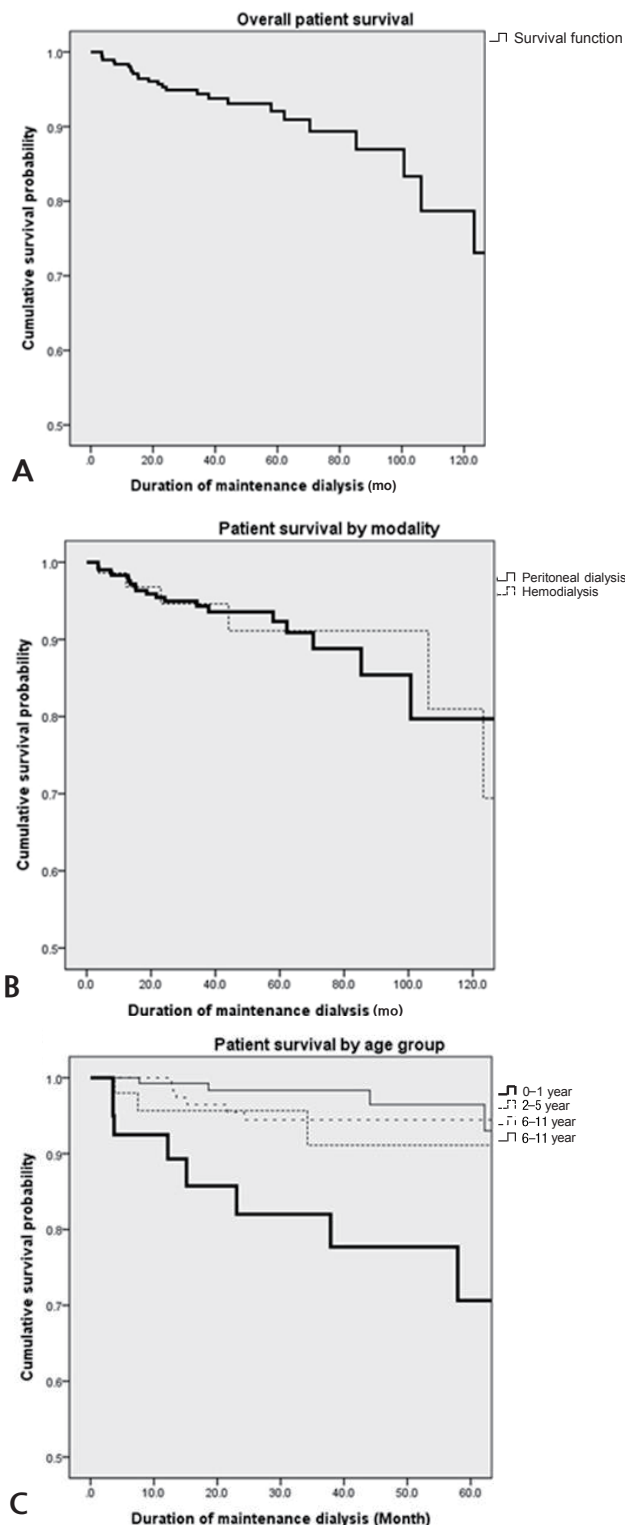 Overall patient survival
Survival function
Cumulative survival probability
1.0
0.9
0.8
0.7
0.6
0.5
.0 20.0 40.0 60.0 80.0 100.0 120.0
Duration of maintenance dialysis (mo)
A
Patient survival by modality
Peritoneal dialysis
Hemodialysis
Cumulative survival probability
1.0
0.9
0.8
0.7
0.6
0.5
0.0 20.0 40.0 60.0 80.0 100.0 120.0
Duration of maintenance dialysis (mo)
B
Patient survival by age group
0–1 year
2–5 year
6–11 year
6–11 year
Cumulative survival probability
1.0
0.9
0.8
0.7
0.6
0.5
.0 10.0 20.0 30.0 40.0 50.0 60.0
Duration of maintenance dialysis (Month)
C